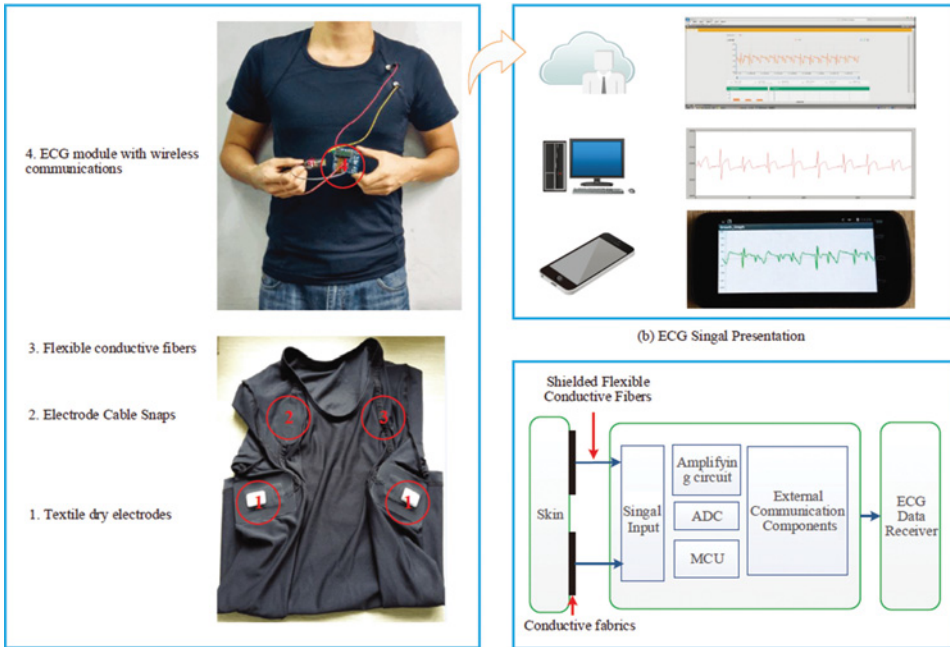 4. ECG module with wireless
communications
3. Flexible conductive fibers
2. Electrode Cable Snaps
1. Textile dry electrodes
4
2
3
1
1
(b) ECG Singal Presentation
Shielded Flexible
Conductive Fibers
Skin
Singal
Input
Amplifyin
g circuit
ADC
MCU
External
Communication
Components
ECG
Data
Receiver
Conductive fabrics